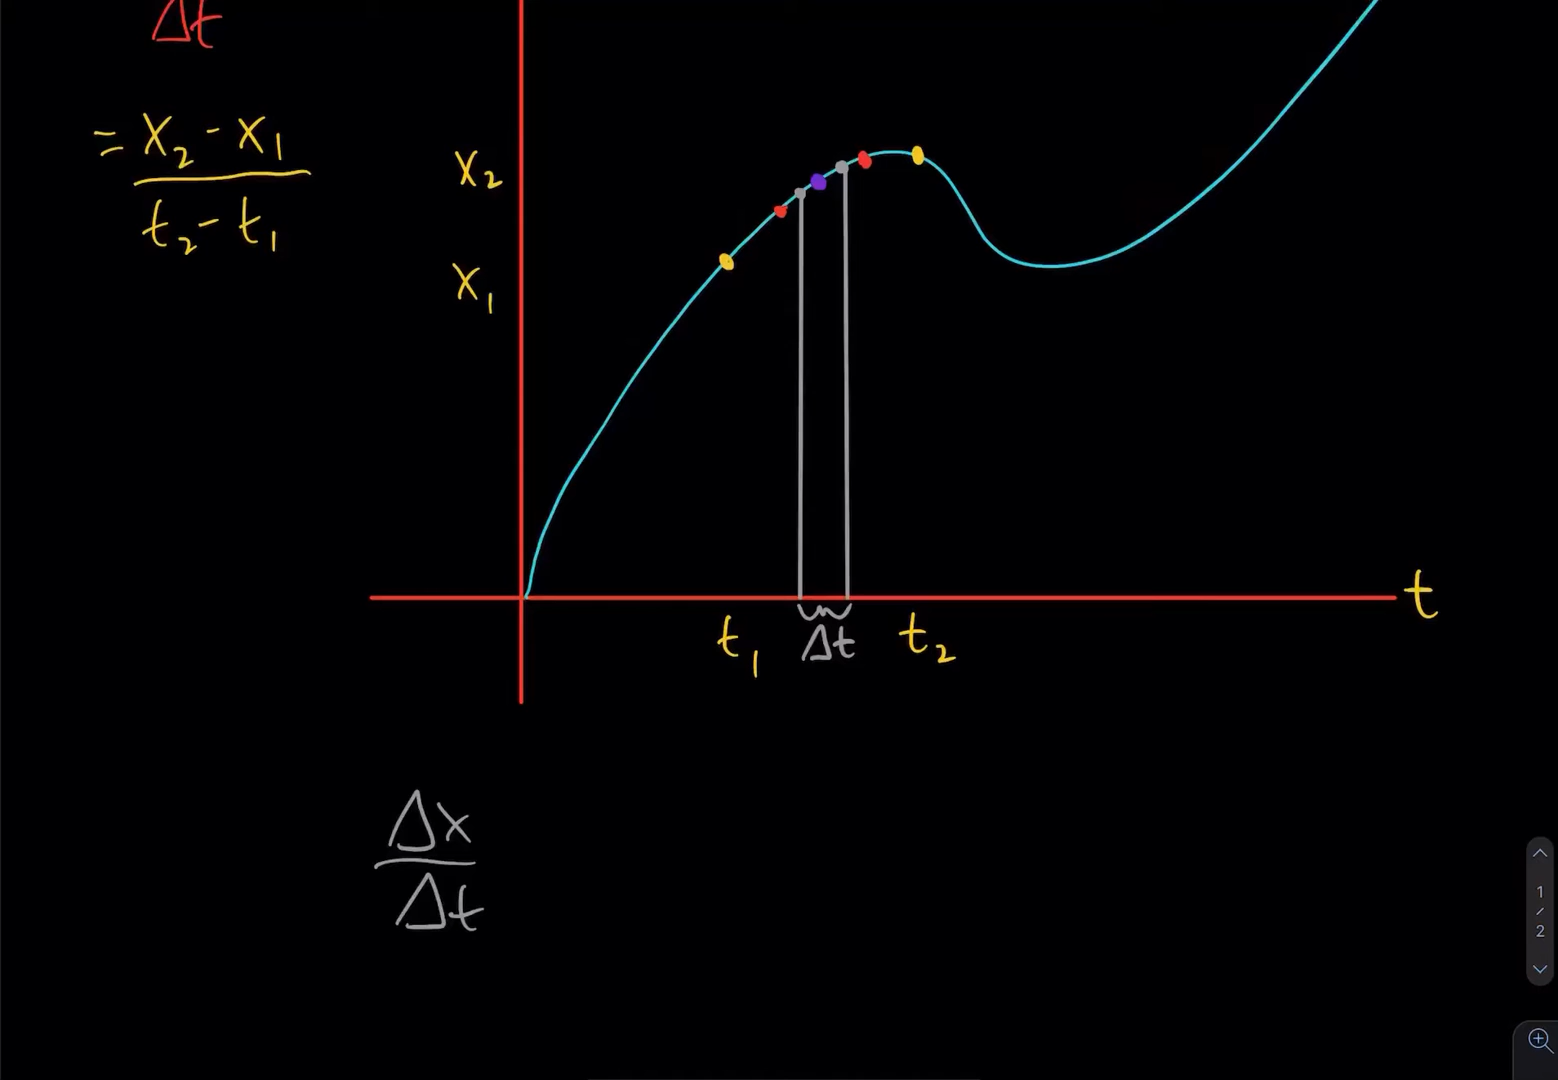 Δt
= x₂ - x₁
t₂ - t₁
x₂
x₁
t
t₁ Δt t₂
Δx
Δt
1
/
2